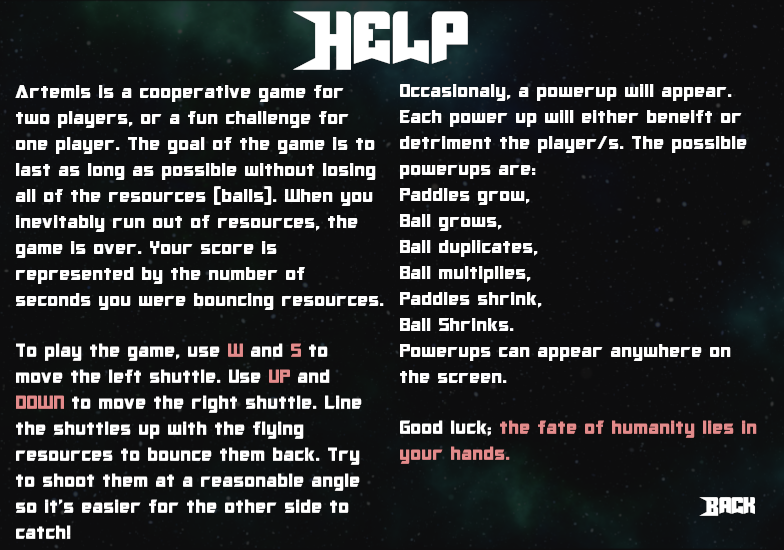 HELP
Artemis is a cooperative game for
two players, or a fun challenge for
one player. The goal of the game is to
last as long as possible without losing
all of the resources [balls]. When you
inevitably run out of resources, the
game is over. Your score is
represented by the number of
seconds you were bouncing resources.
To play the game, use W and S to
move the left shuttle. Use UP and
DOWN to move the right shuttle. Line
the shuttles up with the flying
resources to bounce them back. Try
to shoot them at a reasonable angle
so it's easier for the other side to
catch!
Occasionaly, a powerup will appear.
Each power up will either beneift or
detriment the player/s. The possible
powerups are:
Paddles grow,
Ball grows,
Ball duplicates,
Ball multiplies,
Paddles shrink,
Ball Shrinks.
Powerups can appear anywhere on
the screen.
Good luck; the fate of humanity lies in
your hands.
BACK